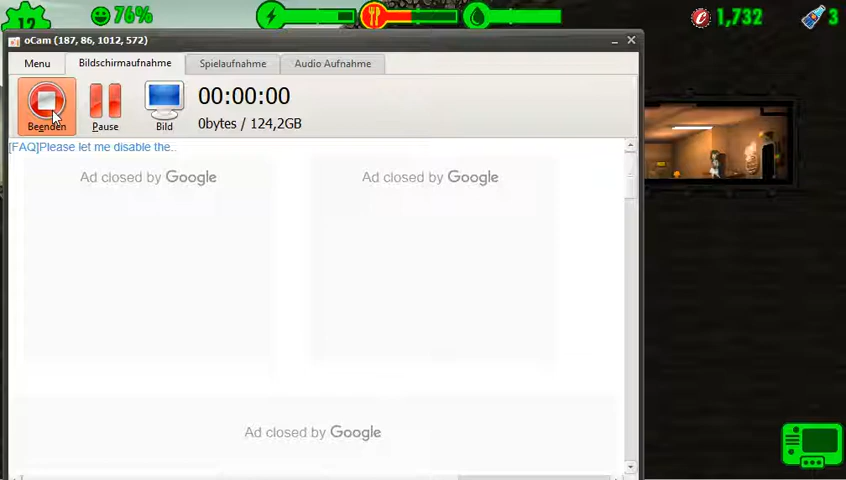 12
76%
1,732
3
oCam (187, 86, 1012, 572)
Menu
Bildschirmaufnahme
Spielaufnahme
Audio Aufnahme
Beenden
Pause
Bild
00:00:00
0bytes / 124,2GB
[FAQ]Please let me disable the..
Ad closed by Google
Ad closed by Google
Ad closed by Google